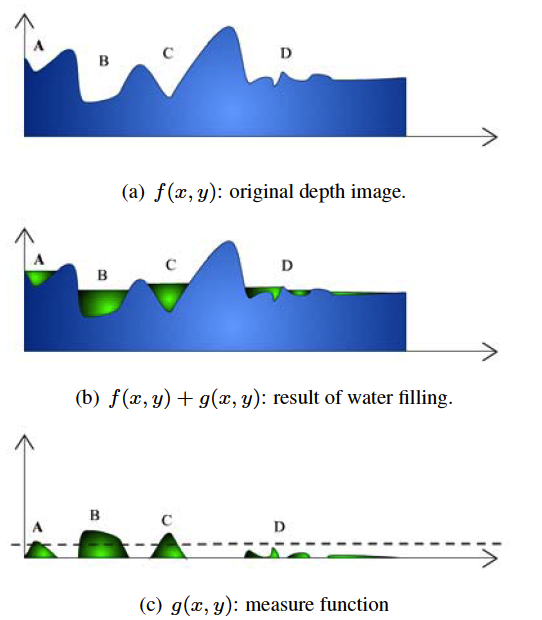 A B C D
(a) f(x, y): original depth image.
A B C D
(b) f(x, y) + g(x, y): result of water filling.
A B C D
(c) g(x, y): measure function